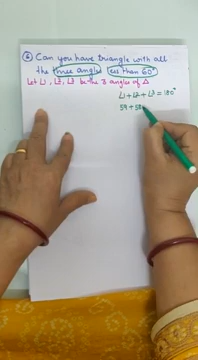 ⑥ Can you have triangle with all
the three angles less than 60°
Let ∠1, ∠2, ∠3 be the 3 angles of Δ
∠1 + ∠2 + ∠3 = 180°
59 + 58